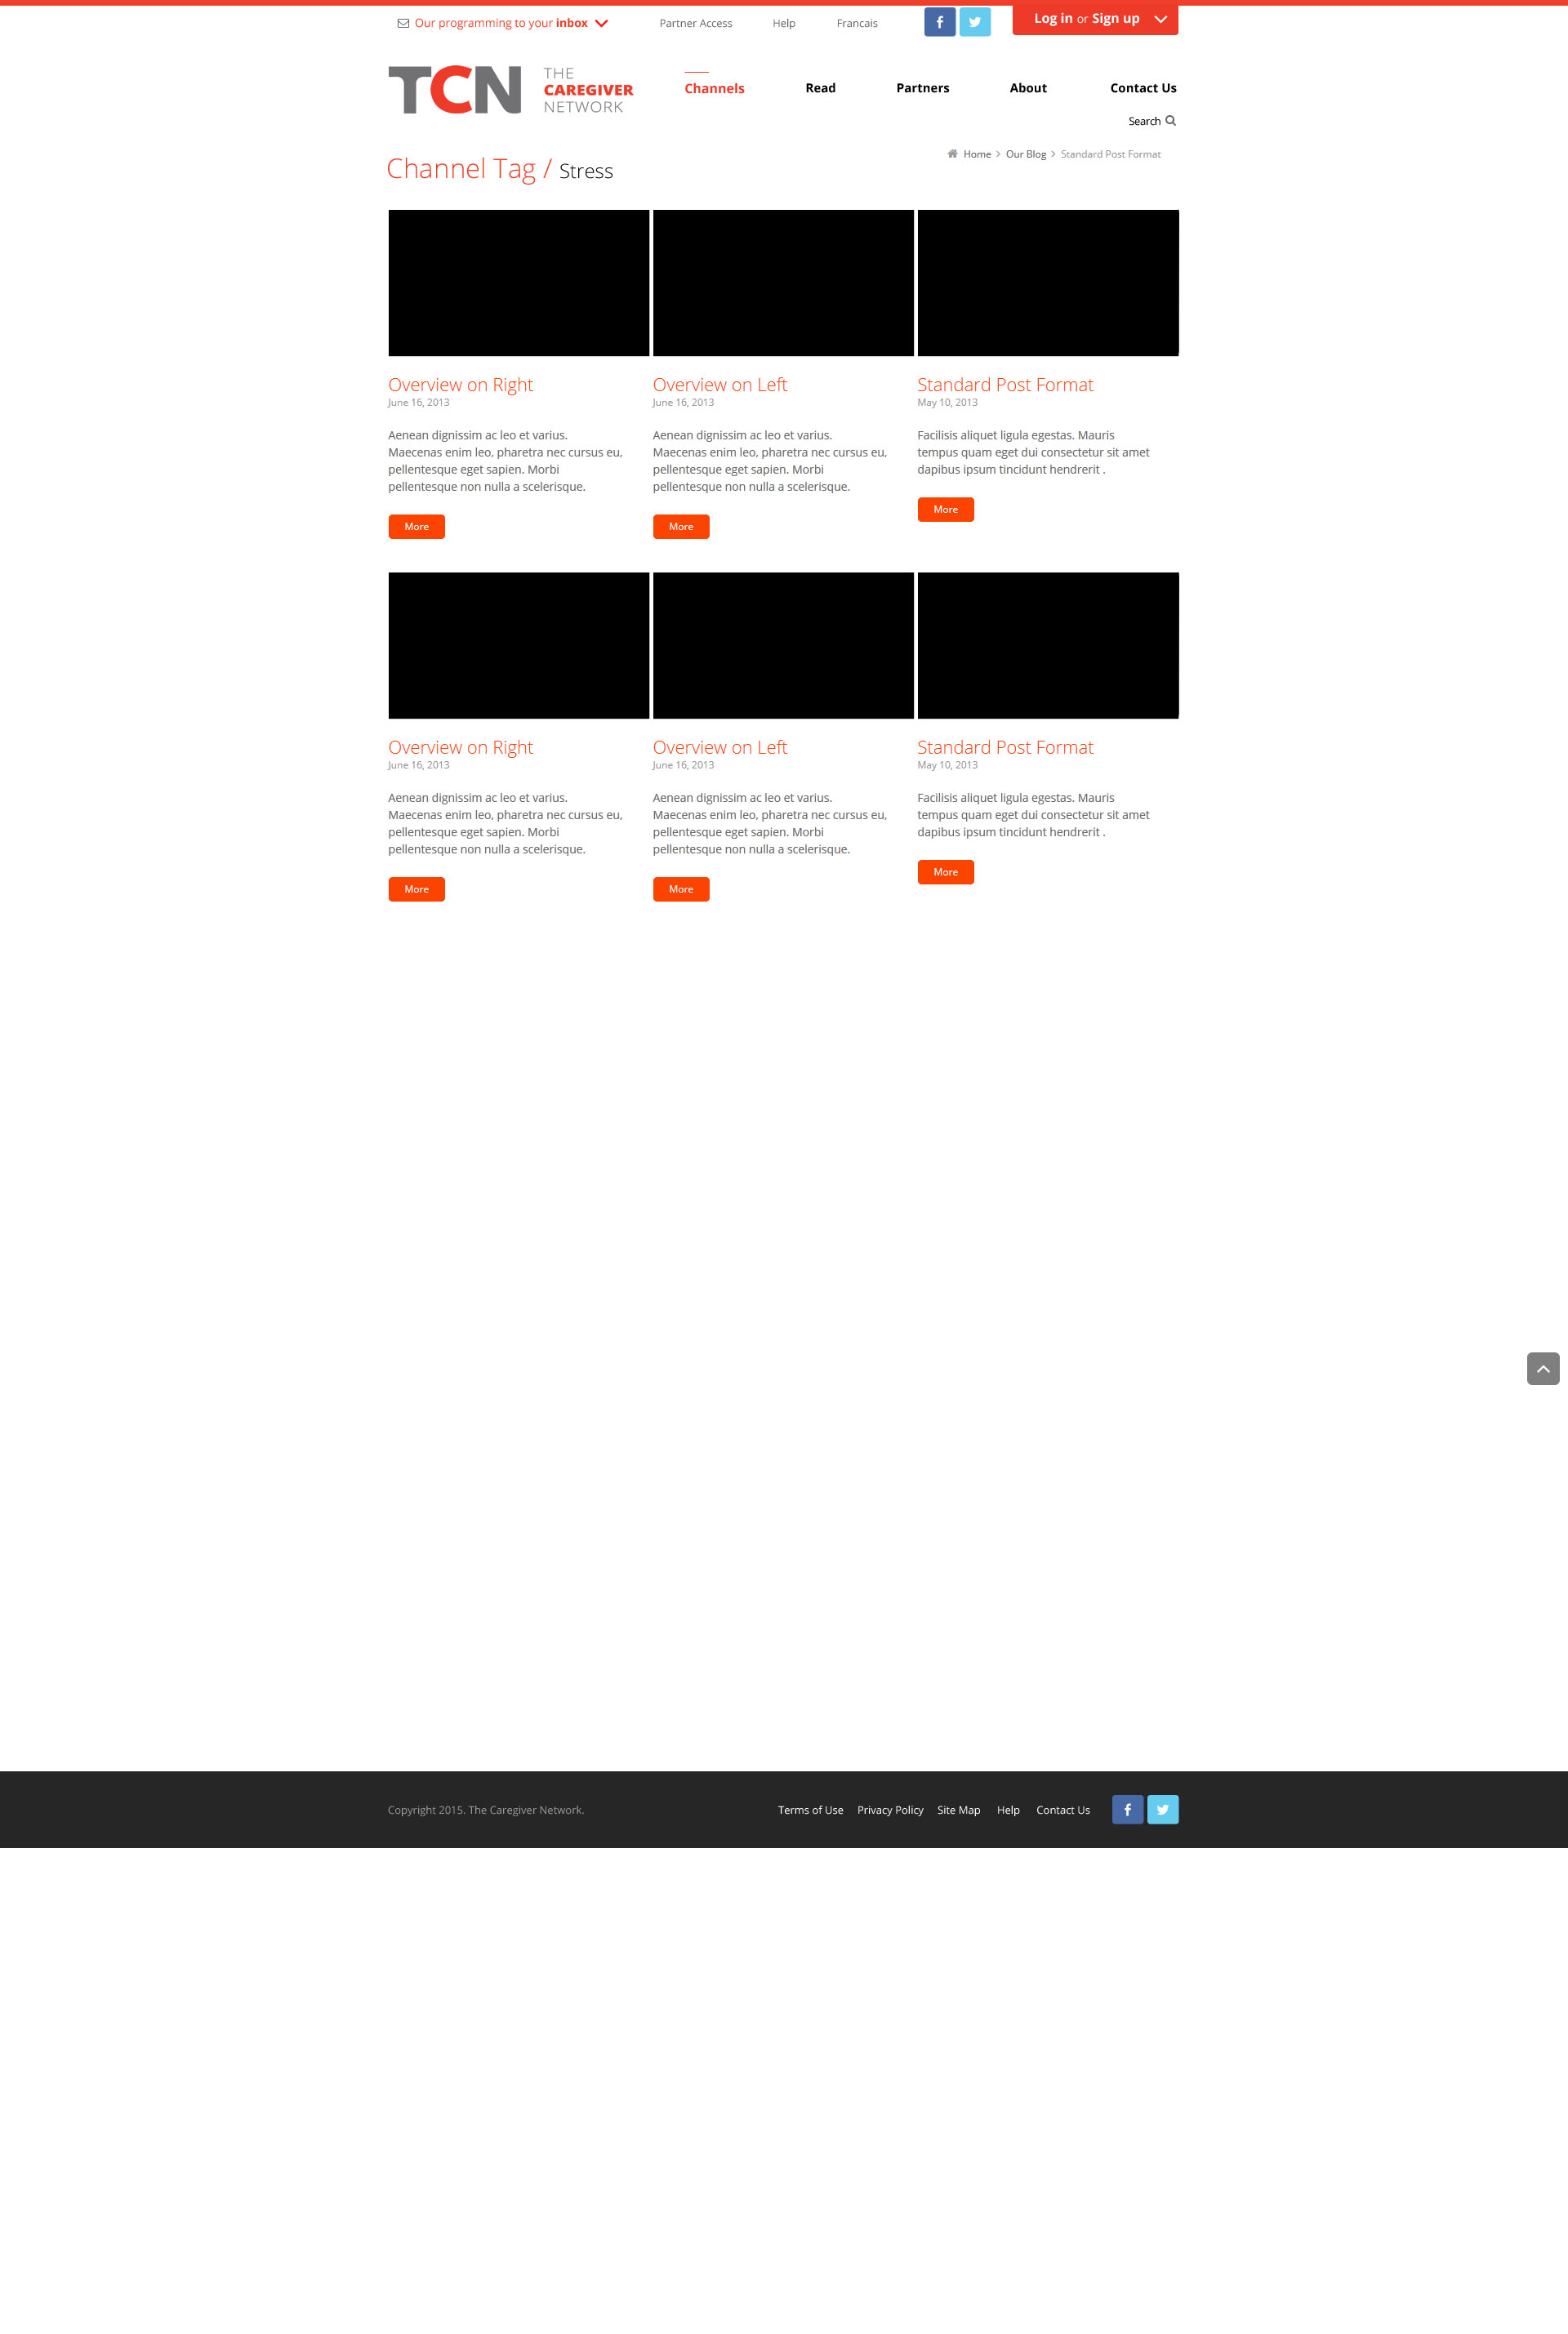 Our programming to your inbox
Partner Access
Help
Francais
Log in or Sign up
TCN
THE
CAREGIVER
NETWORK
Channels
Read
Partners
About
Contact Us
Search
Home
Our Blog
Standard Post Format
Channel Tag / Stress
Overview on Right
June 16, 2013
Aenean dignissim ac leo et varius.
Maecenas enim leo, pharetra nec cursus eu,
pellentesque eget sapien. Morbi
pellentesque non nulla a scelerisque.
More
Overview on Left
June 16, 2013
Aenean dignissim ac leo et varius.
Maecenas enim leo, pharetra nec cursus eu,
pellentesque eget sapien. Morbi
pellentesque non nulla a scelerisque.
More
Standard Post Format
May 10, 2013
Facilisis aliquet ligula egestas. Mauris
tempus quam eget dui consectetur sit amet
dapibus ipsum tincidunt hendrerit .
More
Overview on Right
June 16, 2013
Aenean dignissim ac leo et varius.
Maecenas enim leo, pharetra nec cursus eu,
pellentesque eget sapien. Morbi
pellentesque non nulla a scelerisque.
More
Overview on Left
June 16, 2013
Aenean dignissim ac leo et varius.
Maecenas enim leo, pharetra nec cursus eu,
pellentesque eget sapien. Morbi
pellentesque non nulla a scelerisque.
More
Standard Post Format
May 10, 2013
Facilisis aliquet ligula egestas. Mauris
tempus quam eget dui consectetur sit amet
dapibus ipsum tincidunt hendrerit .
More
Copyright 2015. The Caregiver Network.
Terms of Use
Privacy Policy
Site Map
Help
Contact Us